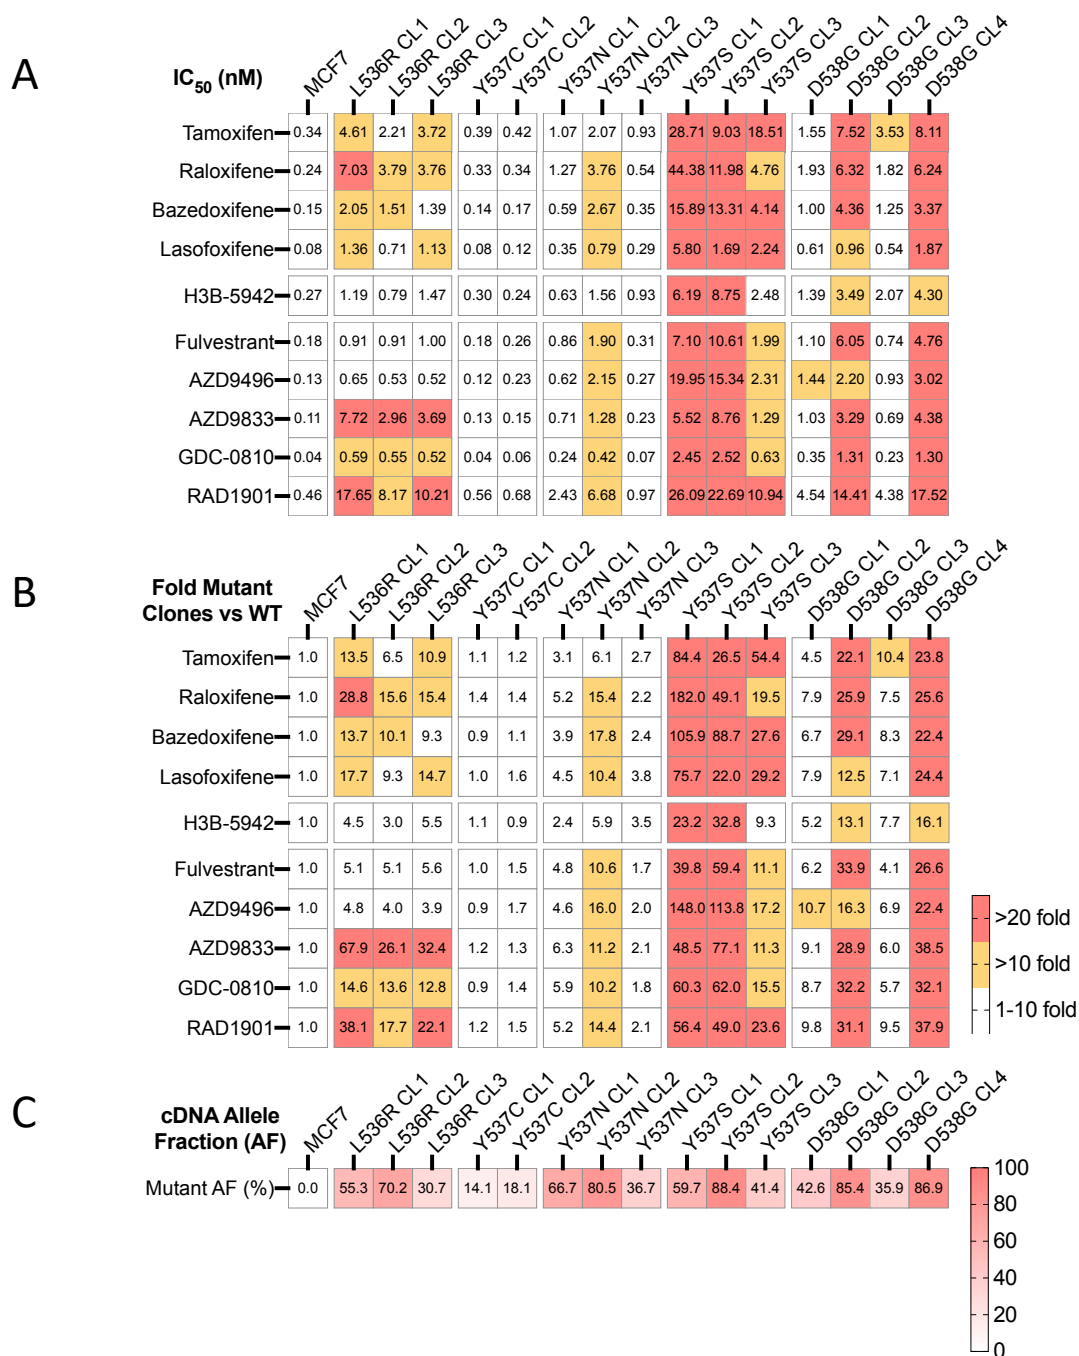 A
IC50 (nM)
MCF7 L536R CL1 L536R CL2 L536R CL3 Y537C CL1 Y537C CL2 Y537N CL1 Y537N CL2 Y537N CL3 Y537S CL1 Y537S CL2 Y537S CL3 D538G CL1 D538G CL2 D538G CL3 D538G CL4
Tamoxifen 0.34 4.61 2.21 3.72 0.39 0.42 1.07 2.07 0.93 28.71 9.03 18.51 1.55 7.52 3.53 8.11
Raloxifene 0.24 7.03 3.79 3.76 0.33 0.34 1.27 3.76 0.54 44.38 11.98 4.76 1.93 6.32 1.82 6.24
Bazedoxifene 0.15 2.05 1.51 1.39 0.14 0.17 0.59 2.67 0.35 15.89 13.31 4.14 1.00 4.36 1.25 3.37
Lasofoxifene 0.08 1.36 0.71 1.13 0.08 0.12 0.35 0.79 0.29 5.80 1.69 2.24 0.61 0.96 0.54 1.87
H3B-5942 0.27 1.19 0.79 1.47 0.30 0.24 0.63 1.56 0.93 6.19 8.75 2.48 1.39 3.49 2.07 4.30
Fulvestrant 0.18 0.91 0.91 1.00 0.18 0.26 0.86 1.90 0.31 7.10 10.61 1.99 1.10 6.05 0.74 4.76
AZD9496 0.13 0.65 0.53 0.52 0.12 0.23 0.62 2.15 0.27 19.95 15.34 2.31 1.44 2.20 0.93 3.02
AZD9833 0.11 7.72 2.96 3.69 0.13 0.15 0.71 1.28 0.23 5.52 8.76 1.29 1.03 3.29 0.69 4.38
GDC-0810 0.04 0.59 0.55 0.52 0.04 0.06 0.24 0.42 0.07 2.45 2.52 0.63 0.35 1.31 0.23 1.30
RAD1901 0.46 17.65 8.17 10.21 0.56 0.68 2.43 6.68 0.97 26.09 22.69 10.94 4.54 14.41 4.38 17.52
B
Fold Mutant
Clones vs WT
MCF7 L536R CL1 L536R CL2 L536R CL3 Y537C CL1 Y537C CL2 Y537N CL1 Y537N CL2 Y537N CL3 Y537S CL1 Y537S CL2 Y537S CL3 D538G CL1 D538G CL2 D538G CL3 D538G CL4
Tamoxifen 1.0 13.5 6.5 10.9 1.1 1.2 3.1 6.1 2.7 84.4 26.5 54.4 4.5 22.1 10.4 23.8
Raloxifene 1.0 28.8 15.6 15.4 1.4 1.4 5.2 15.4 2.2 182.0 49.1 19.5 7.9 25.9 7.5 25.6
Bazedoxifene 1.0 13.7 10.1 9.3 0.9 1.1 3.9 17.8 2.4 105.9 88.7 27.6 6.7 29.1 8.3 22.4
Lasofoxifene 1.0 17.7 9.3 14.7 1.0 1.6 4.5 10.4 3.8 75.7 22.0 29.2 7.9 12.5 7.1 24.4
H3B-5942 1.0 4.5 3.0 5.5 1.1 0.9 2.4 5.9 3.5 23.2 32.8 9.3 5.2 13.1 7.7 16.1
Fulvestrant 1.0 5.1 5.1 5.6 1.0 1.5 4.8 10.6 1.7 39.8 59.4 11.1 6.2 33.9 4.1 26.6
AZD9496 1.0 4.8 4.0 3.9 0.9 1.7 4.6 16.0 2.0 148.0 113.8 17.2 10.7 16.3 6.9 22.4
AZD9833 1.0 67.9 26.1 32.4 1.2 1.3 6.3 11.2 2.1 48.5 77.1 11.3 9.1 28.9 6.0 38.5
GDC-0810 1.0 14.6 13.6 12.8 0.9 1.4 5.9 10.2 1.8 60.3 62.0 15.5 8.7 32.2 5.7 32.1
RAD1901 1.0 38.1 17.7 22.1 1.2 1.5 5.2 14.4 2.1 56.4 49.0 23.6 9.8 31.1 9.5 37.9
>20 fold
>10 fold
1-10 fold
C
cDNA Allele
Fraction (AF)
MCF7 L536R CL1 L536R CL2 L536R CL3 Y537C CL1 Y537C CL2 Y537N CL1 Y537N CL2 Y537N CL3 Y537S CL1 Y537S CL2 Y537S CL3 D538G CL1 D538G CL2 D538G CL3 D538G CL4
Mutant AF (%) 0.0 55.3 70.2 30.7 14.1 18.1 66.7 80.5 36.7 59.7 88.4 41.4 42.6 85.4 35.9 86.9
100
80
60
40
20
0